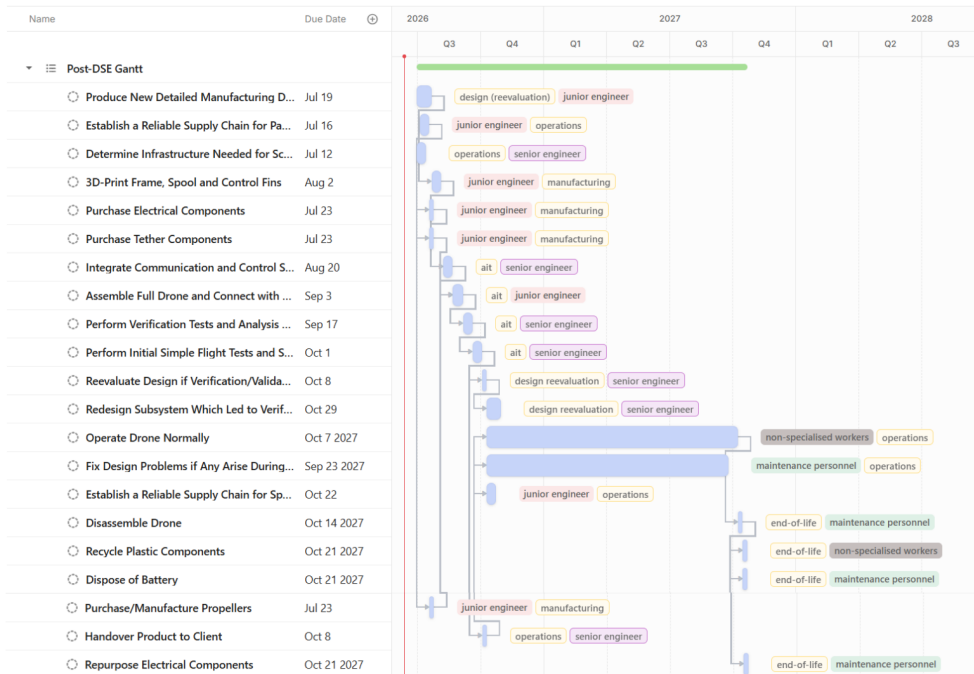 Name Due Date 2026 2027 2028
Q3 Q4 Q1 Q2 Q3 Q4 Q1 Q2 Q3
Post-DSE Gantt
Produce New Detailed Manufacturing D... Jul 19 design (reevaluation) junior engineer
Establish a Reliable Supply Chain for Pa... Jul 16 junior engineer operations
Determine Infrastructure Needed for Sc... Jul 12 operations senior engineer
3D-Print Frame, Spool and Control Fins Aug 2 junior engineer manufacturing
Purchase Electrical Components Jul 23 junior engineer manufacturing
Purchase Tether Components Jul 23 junior engineer manufacturing
Integrate Communication and Control S... Aug 20 ait senior engineer
Assemble Full Drone and Connect with ... Sep 3 ait junior engineer
Perform Verification Tests and Analysis ... Sep 17 ait senior engineer
Perform Initial Simple Flight Tests and S... Oct 1 ait senior engineer
Reevaluate Design if Verification/Valida... Oct 8 design reevaluation senior engineer
Redesign Subsystem Which Led to Verif... Oct 29 design reevaluation senior engineer
Operate Drone Normally Oct 7 2027 non-specialised workers operations
Fix Design Problems if Any Arise During... Sep 23 2027 maintenance personnel operations
Establish a Reliable Supply Chain for Sp... Oct 22 junior engineer operations
Disassemble Drone Oct 14 2027 end-of-life maintenance personnel
Recycle Plastic Components Oct 21 2027 end-of-life non-specialised workers
Dispose of Battery Oct 21 2027 end-of-life maintenance personnel
Purchase/Manufacture Propellers Jul 23 junior engineer manufacturing
Handover Product to Client Oct 8 operations senior engineer
Repurpose Electrical Components Oct 21 2027 end-of-life maintenance personnel